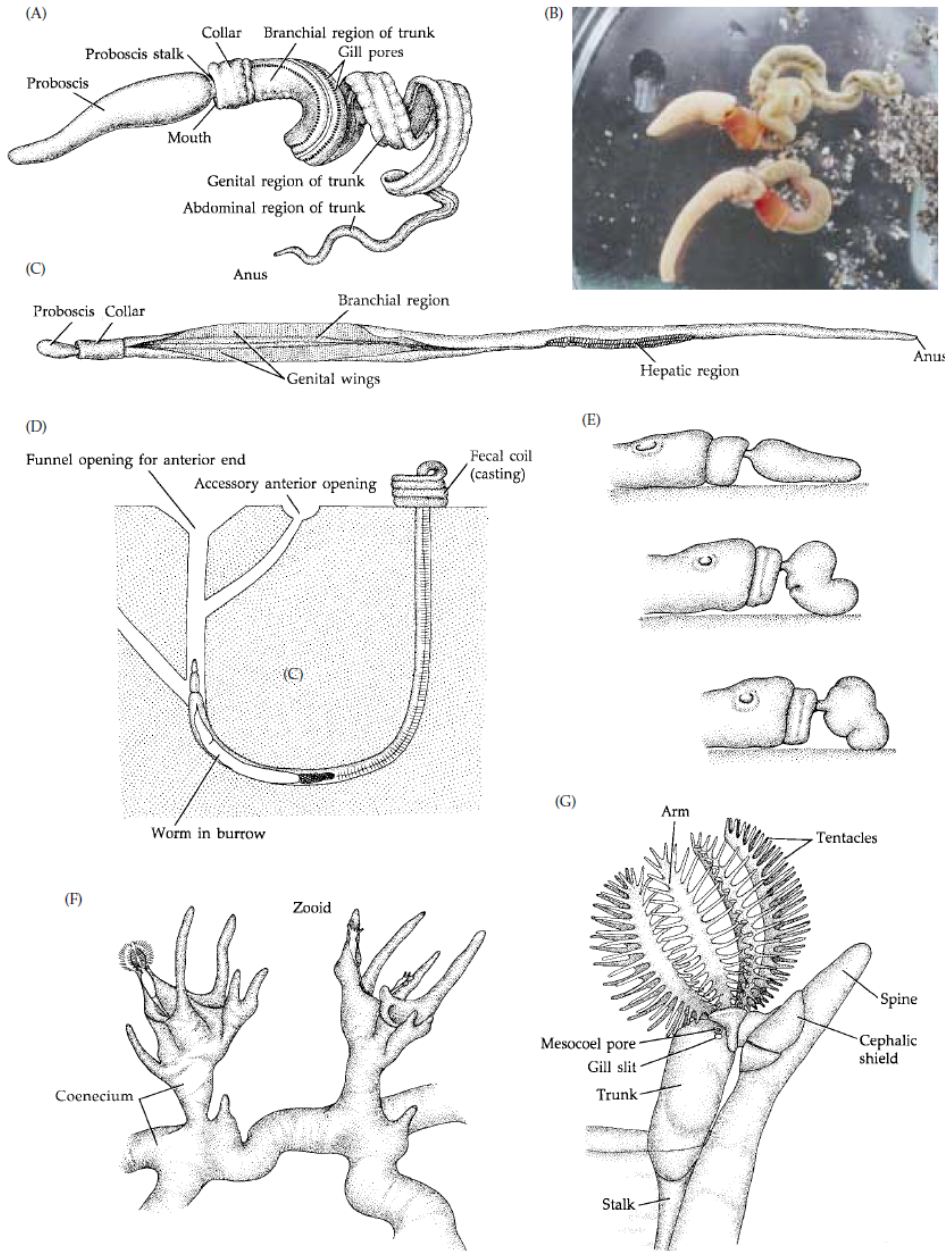 (A)
Collar
Branchial region of trunk
Proboscis stalk
Gill pores
Proboscis
Mouth
Genital region of trunk
Abdominal region of trunk
Anus
(B)
(C)
Proboscis
Collar
Branchial region
Genital wings
Hepatic region
Anus
(D)
Funnel opening for anterior end
Accessory anterior opening
Fecal coil
(casting)
(C)
Worm in burrow
(E)
(F)
Zooid
Coenecium
(G)
Arm
Tentacles
Spine
Mesocoel pore
Cephalic
shield
Gill slit
Trunk
Stalk